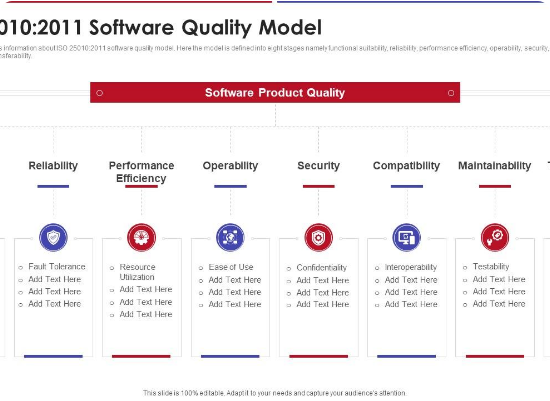 010:2011 Software Quality Model
s information about ISO 25010:2011 software quality model. Here the model is defined into eight stages namely functional suitability, reliability, performance efficiency, operability, security,
sferability.
Software Product Quality
Reliability
Performance
Efficiency
Operability
Security
Compatibility
Maintainability
T
Fault Tolerance
Add Text Here
Add Text Here
Add Text Here
Resource
Utilization
Add Text Here
Add Text Here
Add Text Here
Ease of Use
Add Text Here
Add Text Here
Add Text Here
Confidentiality
Add Text Here
Add Text Here
Add Text Here
Interoperability
Add Text Here
Add Text Here
Add Text Here
Testability
Add Text Here
Add Text Here
Add Text Here
This slide is 100% editable. Adapt it to your needs and capture your audience's attention.